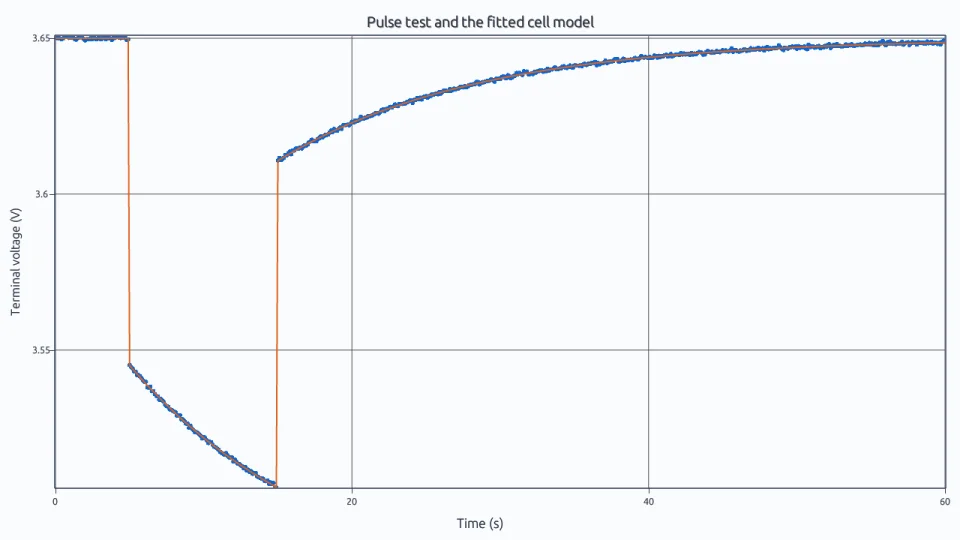 Pulse test and the fitted cell model
3.65
3.6
3.55
Terminal voltage (V)
0
20
40
60
Time (s)